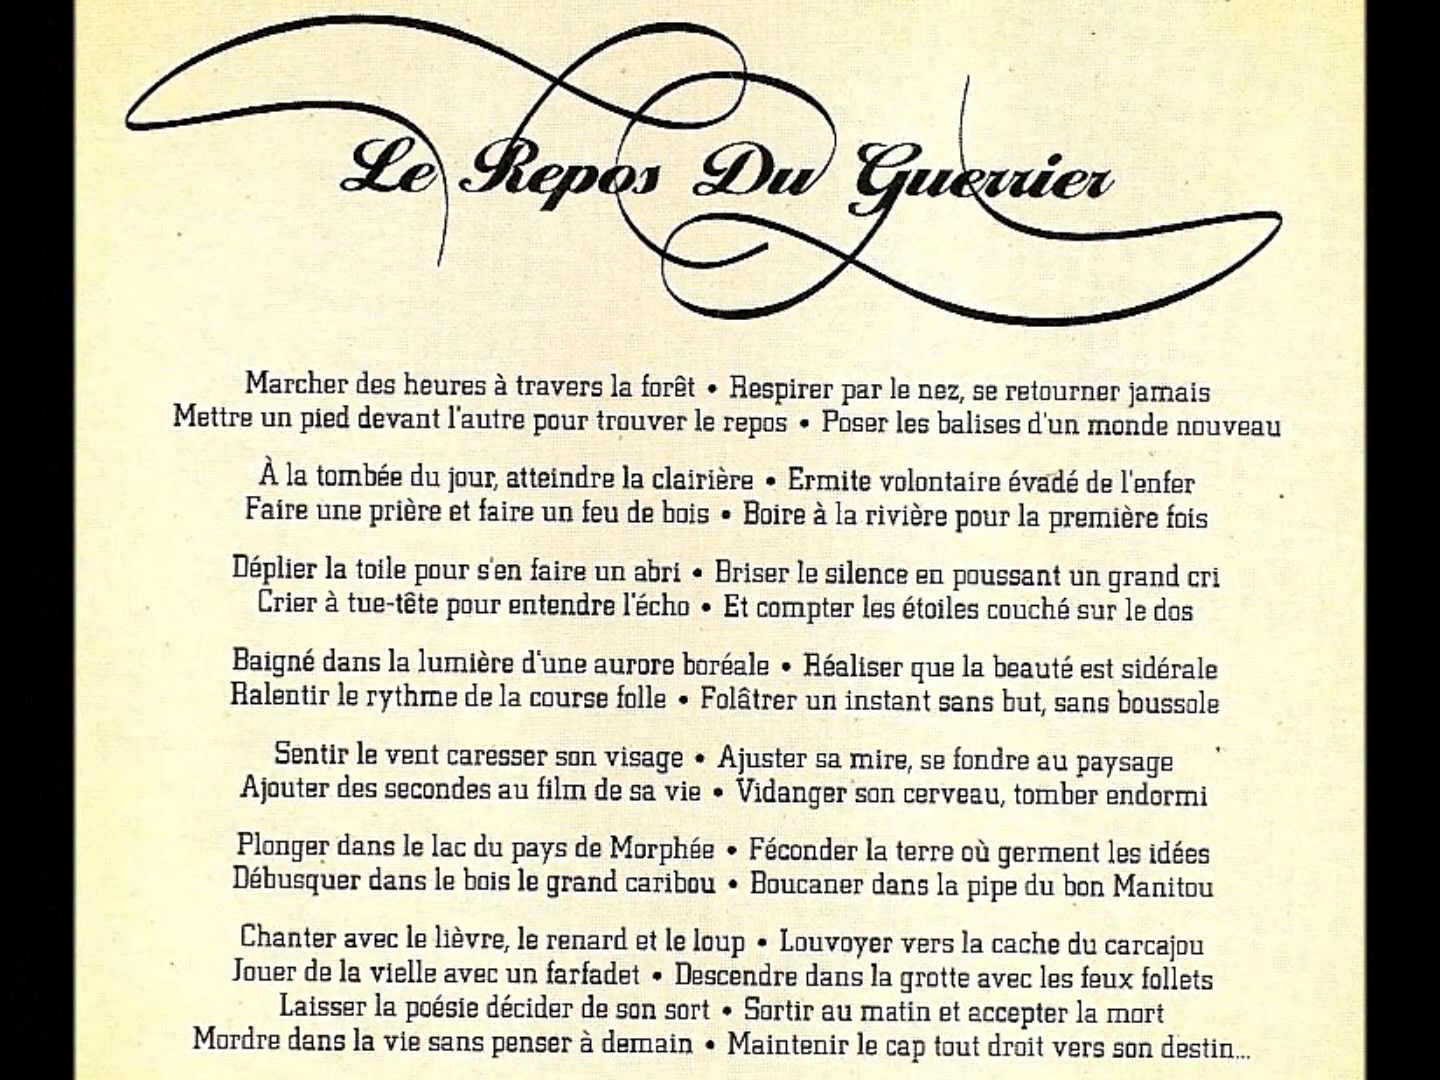 Le Repos Du Guerrier
Marcher des heures à travers la forêt • Respirer par le nez, se retourner jamais
Mettre un pied devant l'autre pour trouver le repos • Poser les balises d'un monde nouveau
À la tombée du jour, atteindre la clairière • Ermite volontaire évadé de l'enfer
Faire une prière et faire un feu de bois • Boire à la rivière pour la première fois
Déplier la toile pour s'en faire un abri • Briser le silence en poussant un grand cri
Crier à tue-tête pour entendre l'écho • Et compter les étoiles couché sur le dos
Baigné dans la lumière d'une aurore boréale • Réaliser que la beauté est sidérale
Ralentir le rythme de la course folle • Folâtrer un instant sans but, sans boussole
Sentir le vent caresser son visage • Ajuster sa mire, se fondre au paysage
Ajouter des secondes au film de sa vie • Vidanger son cerveau, tomber endormi
Plonger dans le lac du pays de Morphée • Féconder la terre où germent les idées
Débusquer dans le bois le grand caribou • Boucaner dans la pipe du bon Manitou
Chanter avec le lièvre, le renard et le loup • Louvoyer vers la cache du carcajou
Jouer de la vielle avec un farfadet • Descendre dans la grotte avec les feux follets
Laisser la poésie décider de son sort • Sortir au matin et accepter la mort
Mordre dans la vie sans penser à demain • Maintenir le cap tout droit vers son destin...